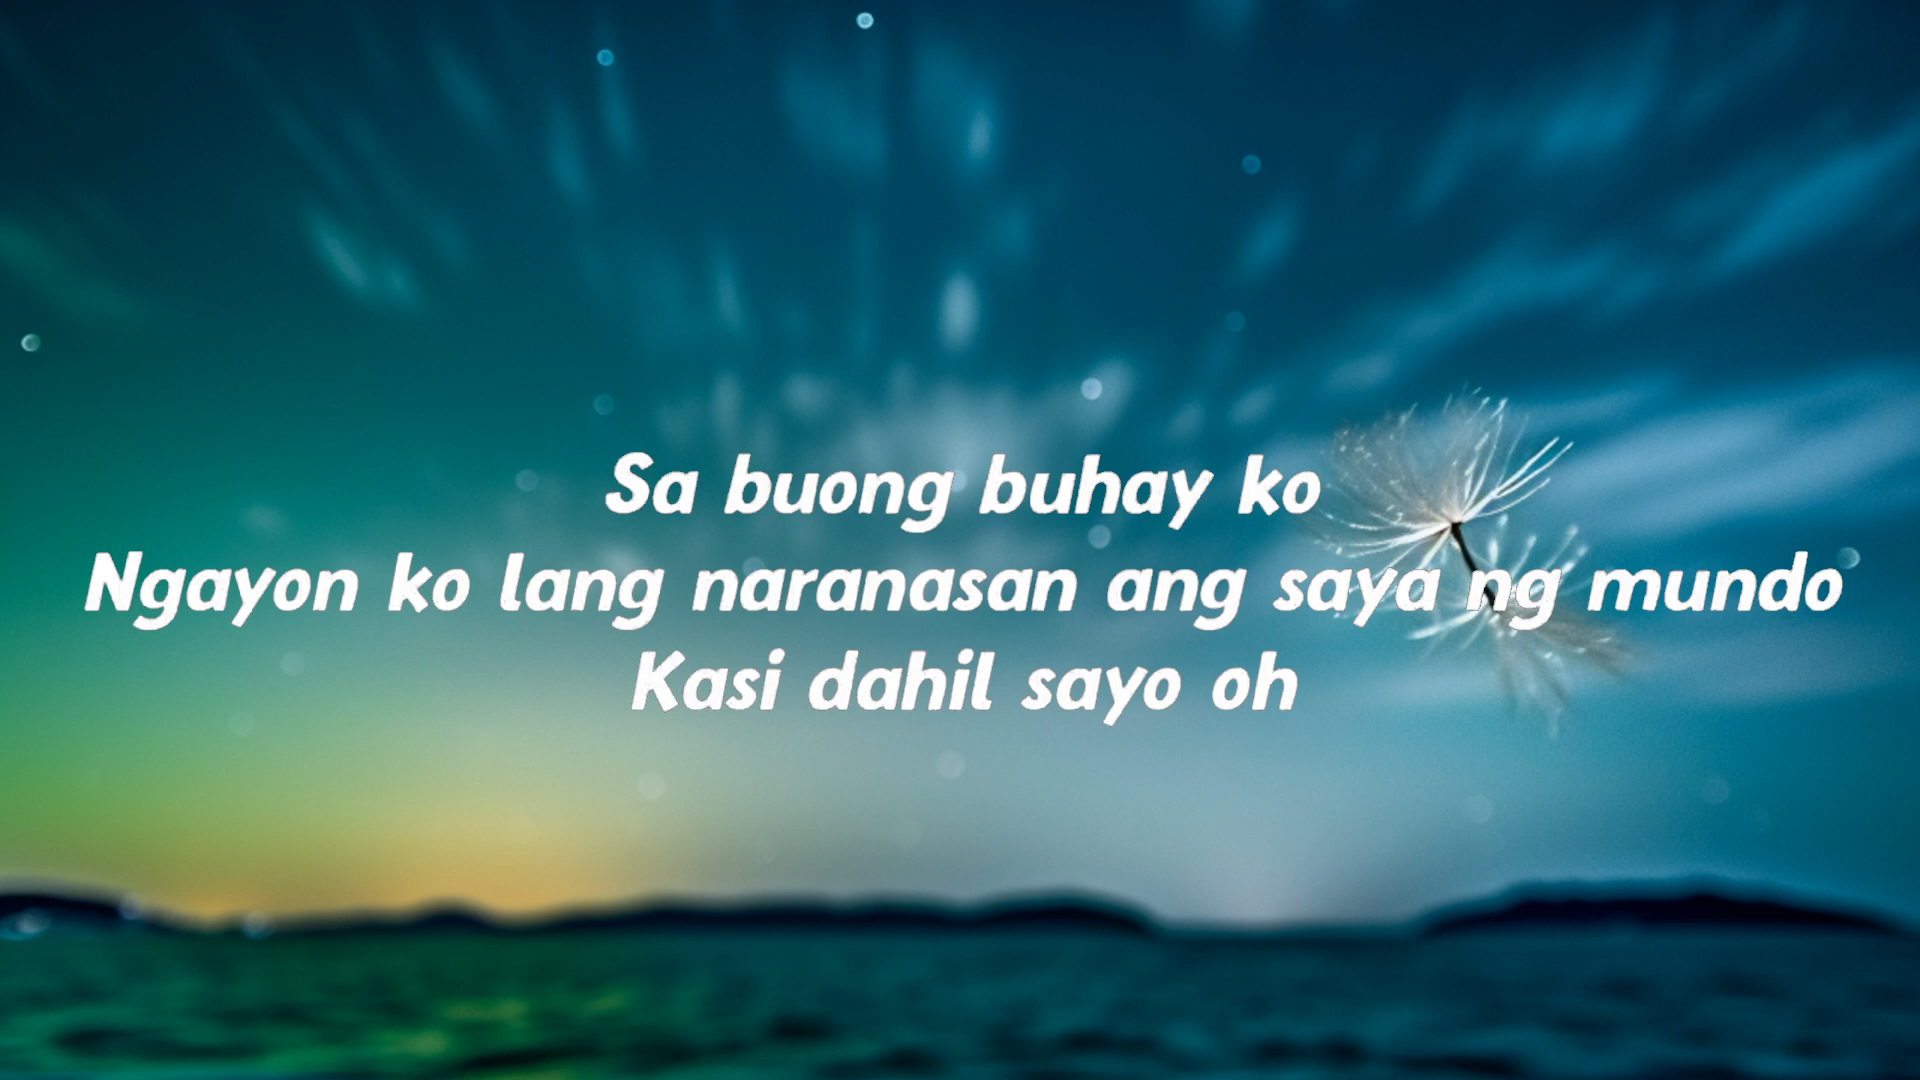 Sa buong buhay ko
Ngayon ko lang naranasan ang saya ng mundo
Kasi dahil sayo oh